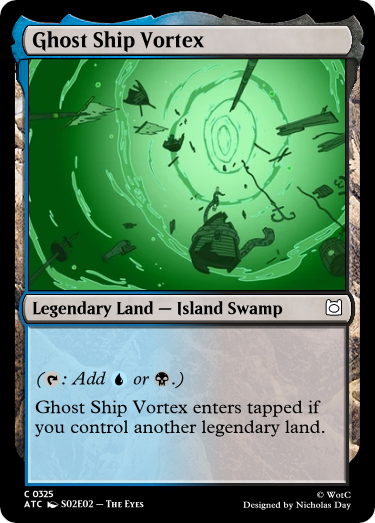 Ghost Ship Vortex
Legendary Land — Island Swamp
(: Add or .)
Ghost Ship Vortex enters tapped if
you control another legendary land.
C 0325
ATC S02E02 — The Eyes
© WotC
Designed by Nicholas Day